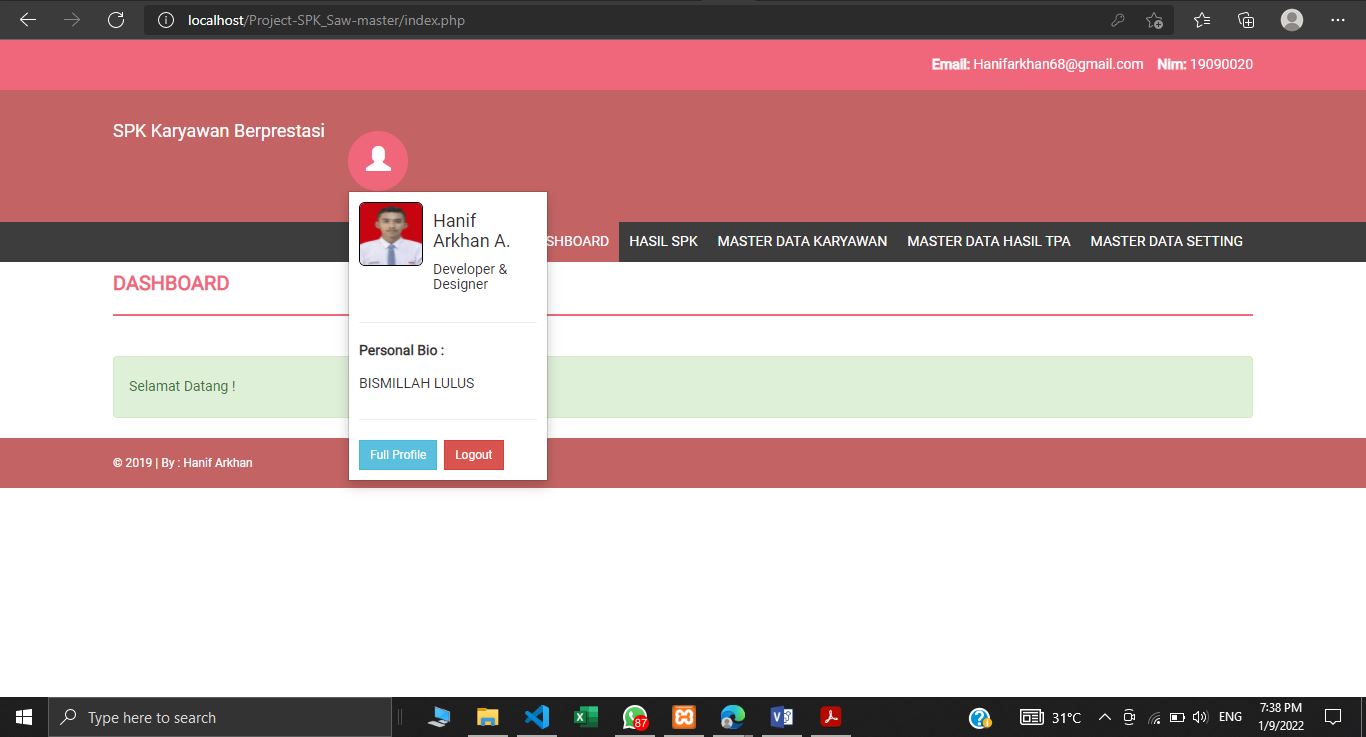 localhost/Project-SPK_Saw-master/index.php
Email: Hanifarkhan68@gmail.com Nim: 19090020
SPK Karyawan Berprestasi
Hanif
Arkhan A.
Developer &
Designer
Personal Bio :
BISMILLAH LULUS
Full Profile Logout
SHBOARD HASIL SPK MASTER DATA KARYAWAN MASTER DATA HASIL TPA MASTER DATA SETTING
DASHBOARD
Selamat Datang !
© 2019 | By : Hanif Arkhan
Type here to search
87
31°C
ENG
7:38 PM
1/9/2022